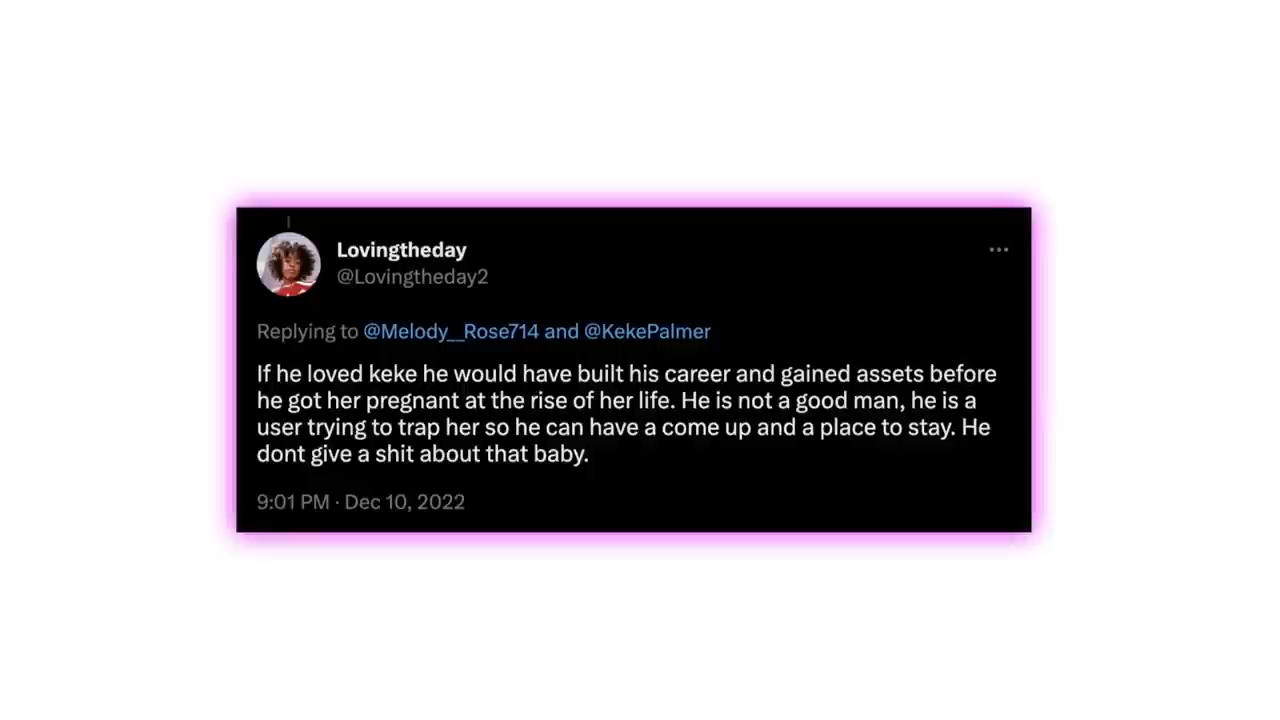 Lovingtheday
@Lovingtheday2
Replying to @Melody__Rose714 and @KekePalmer
If he loved keke he would have built his career and gained assets before
he got her pregnant at the rise of her life. He is not a good man, he is a
user trying to trap her so he can have a come up and a place to stay. He
dont give a shit about that baby.
9:01 PM · Dec 10, 2022